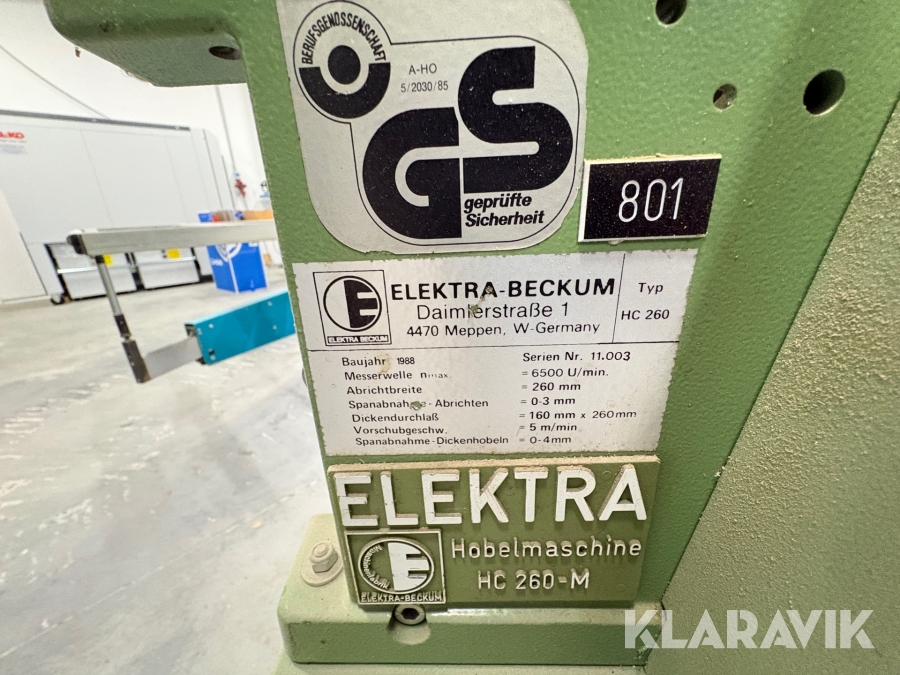 BERUFSGENOSSENSCHAFT
A-HO
5/2030/85
GS
geprüfte
Sicherheit
801
ELEKTRA BECKUM
ELEKTRA-BECKUM
Daimlerstraße 1
4470 Meppen, W-Germany
Typ
HC 260
Baujahr 1988 Serien Nr. 11.003
Messerwelle nmax. = 6500 U/min.
Abrichtbreite = 260 mm
Spanabnahme-Abrichten = 0-3 mm
Dickendurchlaß = 160 mm x 260mm
Vorschubgeschw. = 5 m/min
Spanabnahme-Dickenhobeln = 0-4mm
ELEKTRA
Hobelmaschine
HC 260-M
Maschinenfabrik
ELEKTRA-BECKUM
KLARAVIK